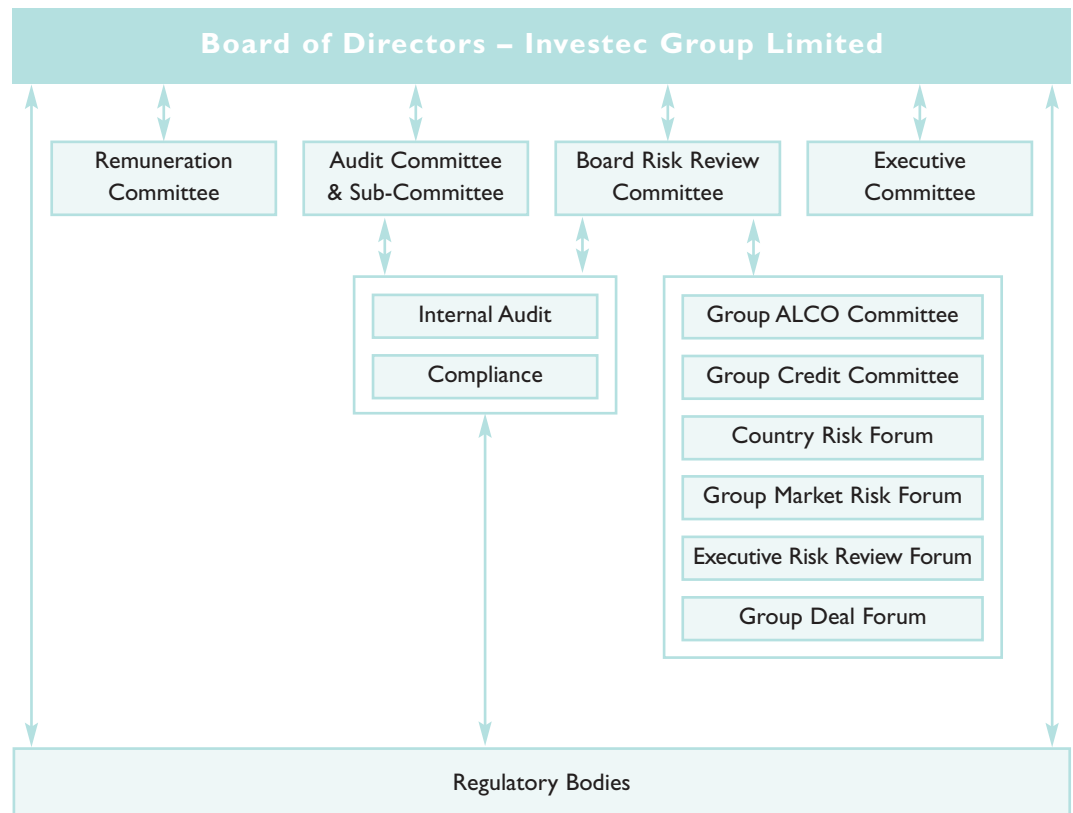 Board of Directors – Investec Group Limited
Remuneration
Committee
Audit Committee
& Sub-Committee
Board Risk Review
Committee
Executive
Committee
Internal Audit
Compliance
Group ALCO Committee
Group Credit Committee
Country Risk Forum
Group Market Risk Forum
Executive Risk Review Forum
Group Deal Forum
Regulatory Bodies